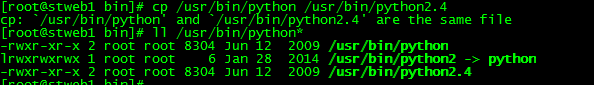 [root@stweb1 bin]# cp /usr/bin/python /usr/bin/python2.4
cp: `/usr/bin/python' and `/usr/bin/python2.4' are the same file
[root@stweb1 bin]# ll /usr/bin/python*
-rwxr-xr-x 2 root root 8304 Jun 12  2009 /usr/bin/python
lrwxrwxrwx 1 root root    6 Jan 28  2014 /usr/bin/python2 -> python
-rwxr-xr-x 2 root root 8304 Jun 12  2009 /usr/bin/python2.4
[root@stweb1 bin]#